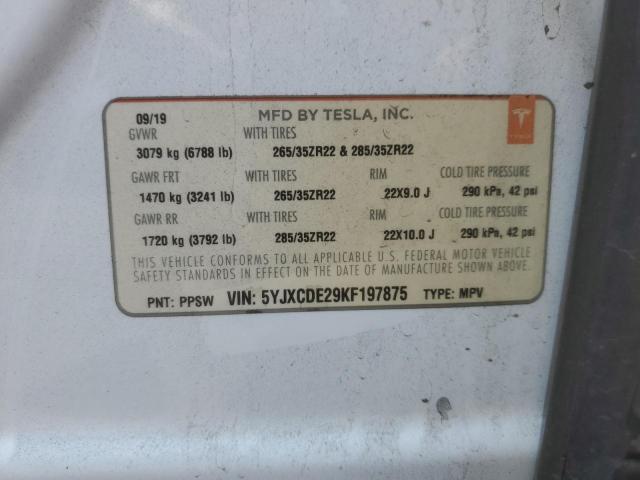 09/19 MFD BY TESLA, INC.
GVWR WITH TIRES
3079 kg (6788 lb) 265/35ZR22 & 285/35ZR22
GAWR FRT WITH TIRES RIM COLD TIRE PRESSURE
1470 kg (3241 lb) 265/35ZR22 22X9.0 J 290 kPa, 42 psi
GAWR RR WITH TIRES RIM COLD TIRE PRESSURE
1720 kg (3792 lb) 285/35ZR22 22X10.0 J 290 kPa, 42 psi
THIS VEHICLE CONFORMS TO ALL APPLICABLE U.S. FEDERAL MOTOR VEHICLE
SAFETY STANDARDS IN EFFECT ON THE DATE OF MANUFACTURE SHOWN ABOVE.
PNT: PPSW VIN: 5YJXCDE29KF197875 TYPE: MPV
TESLA